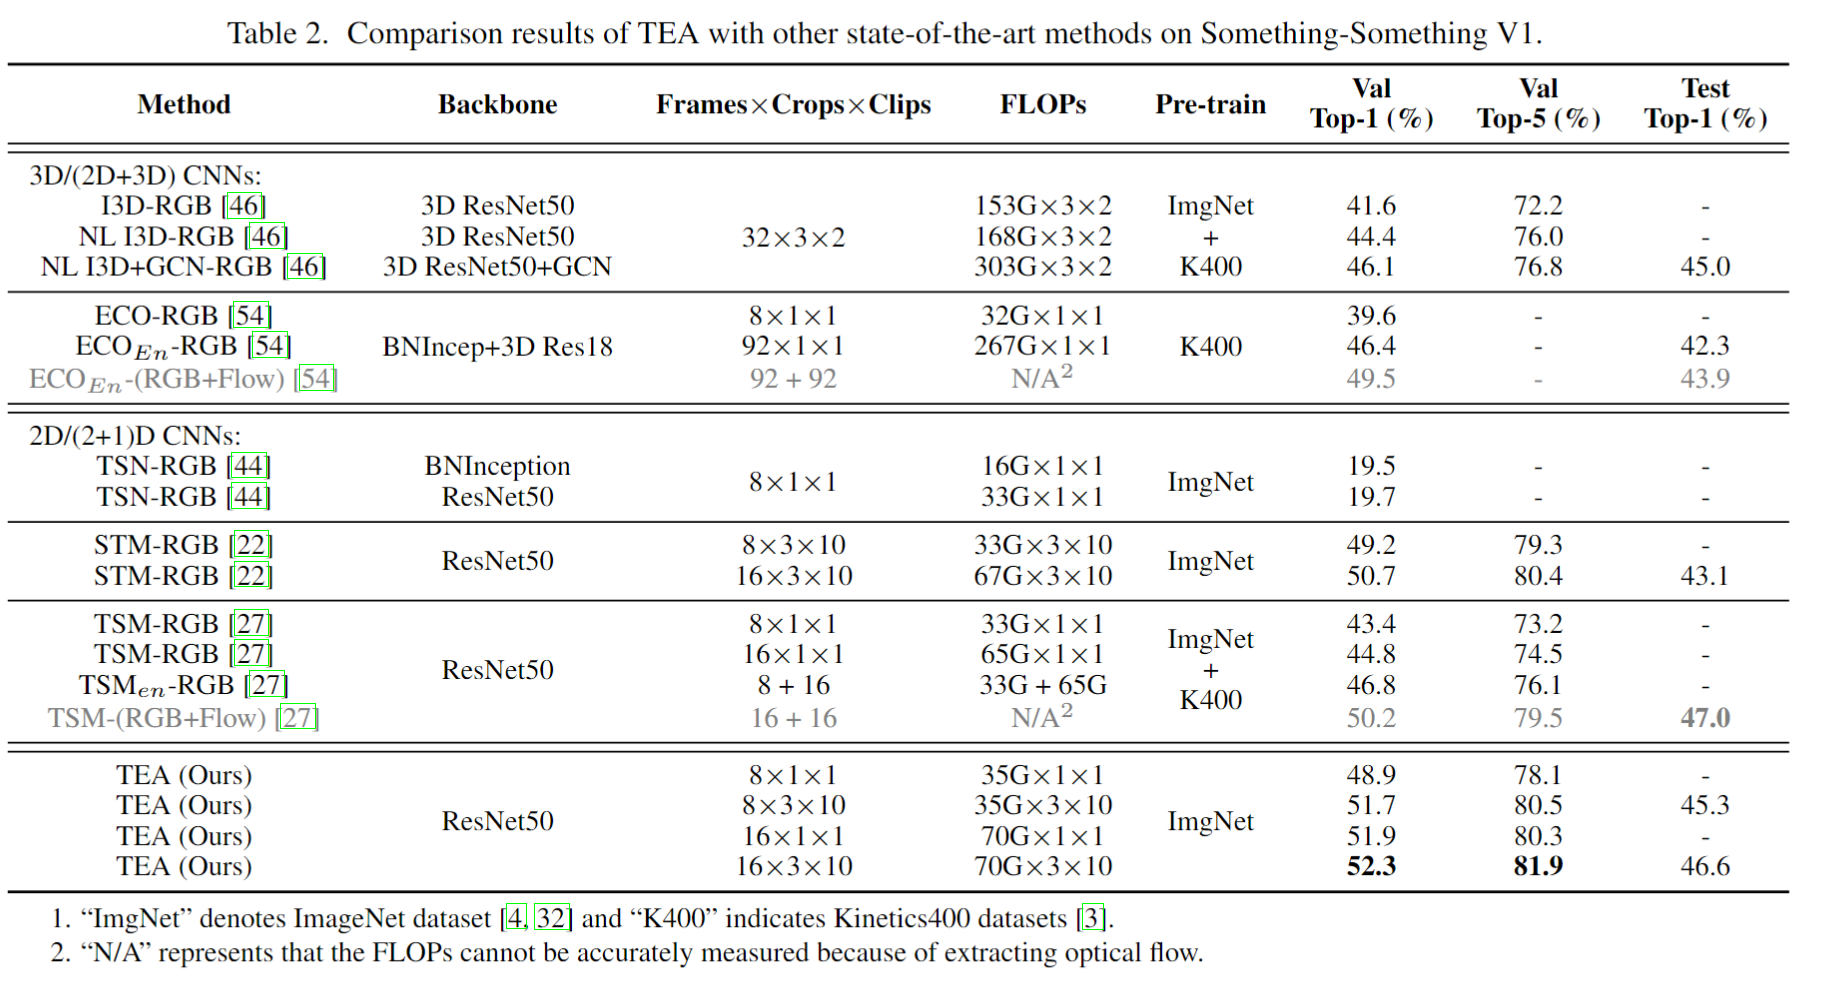 Table 2. Comparison results of TEA with other state-of-the-art methods on Something-Something V1.
Method Backbone Frames×Crops×Clips FLOPs Pre-train Val Top-1 (%) Val Top-5 (%) Test Top-1 (%)
3D/(2D+3D) CNNs:
I3D-RGB [46] 3D ResNet50 153G×3×2 ImgNet 41.6 72.2 -
NL I3D-RGB [46] 3D ResNet50 32×3×2 168G×3×2 + 44.4 76.0 -
NL I3D+GCN-RGB [46] 3D ResNet50+GCN 303G×3×2 K400 46.1 76.8 45.0
ECO-RGB [54] 8×1×1 32G×1×1 39.6 - -
ECO_En-RGB [54] BNIncep+3D Res18 92×1×1 267G×1×1 K400 46.4 - 42.3
ECO_En-(RGB+Flow) [54] 92 + 92 N/A² 49.5 - 43.9
2D/(2+1)D CNNs:
TSN-RGB [44] BNInception 8×1×1 16G×1×1 ImgNet 19.5 - -
TSN-RGB [44] ResNet50 33G×1×1 19.7 - -
STM-RGB [22] ResNet50 8×3×10 33G×3×10 ImgNet 49.2 79.3 -
STM-RGB [22] 16×3×10 67G×3×10 50.7 80.4 43.1
TSM-RGB [27] 8×1×1 33G×1×1 ImgNet 43.4 73.2 -
TSM-RGB [27] ResNet50 16×1×1 65G×1×1 + 44.8 74.5 -
TSM_en-RGB [27] 8 + 16 33G + 65G K400 46.8 76.1 -
TSM-(RGB+Flow) [27] 16 + 16 N/A² 50.2 79.5 47.0
TEA (Ours) 8×1×1 35G×1×1 48.9 78.1 -
TEA (Ours) ResNet50 8×3×10 35G×3×10 ImgNet 51.7 80.5 45.3
TEA (Ours) 16×1×1 70G×1×1 51.9 80.3 -
TEA (Ours) 16×3×10 70G×3×10 52.3 81.9 46.6
1. “ImgNet” denotes ImageNet dataset [4, 32] and “K400” indicates Kinetics400 datasets [3].
2. “N/A” represents that the FLOPs cannot be accurately measured because of extracting optical flow.